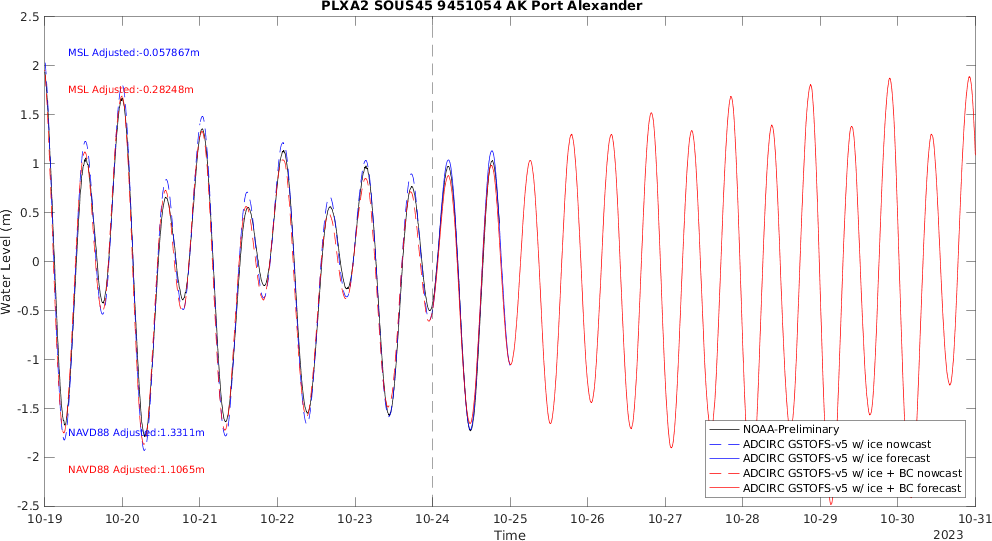 PLXA2 SOUS45 9451054 AK Port Alexander
2.5
2
1.5
1
0.5
0
-0.5
-1
-1.5
-2
-2.5
Water Level (m)
MSL Adjusted:-0.057867m
MSL Adjusted:-0.28248m
NAVD88 Adjusted:1.3311m
NAVD88 Adjusted:1.1065m
NOAA-Preliminary
ADCIRC GSTOFS-v5 w/ ice nowcast
ADCIRC GSTOFS-v5 w/ ice forecast
ADCIRC GSTOFS-v5 w/ ice + BC nowcast
ADCIRC GSTOFS-v5 w/ ice + BC forecast
10-19 10-20 10-21 10-22 10-23 10-24 10-25 10-26 10-27 10-28 10-29 10-30 10-31
Time
2023